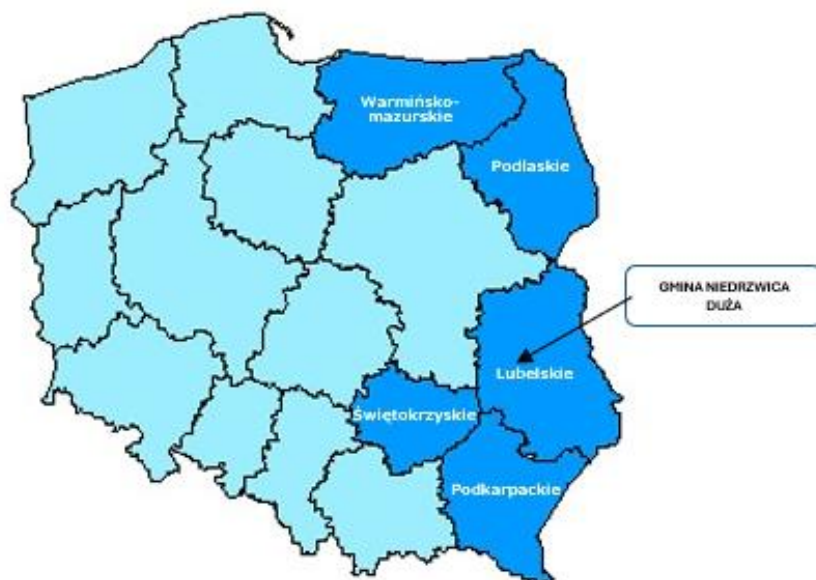 Warmińsko-
mazurskie
Podlaskie
GMINA NIEDRZWICA
DUŻA
Lubelskie
Świętokrzyskie
Podkarpackie